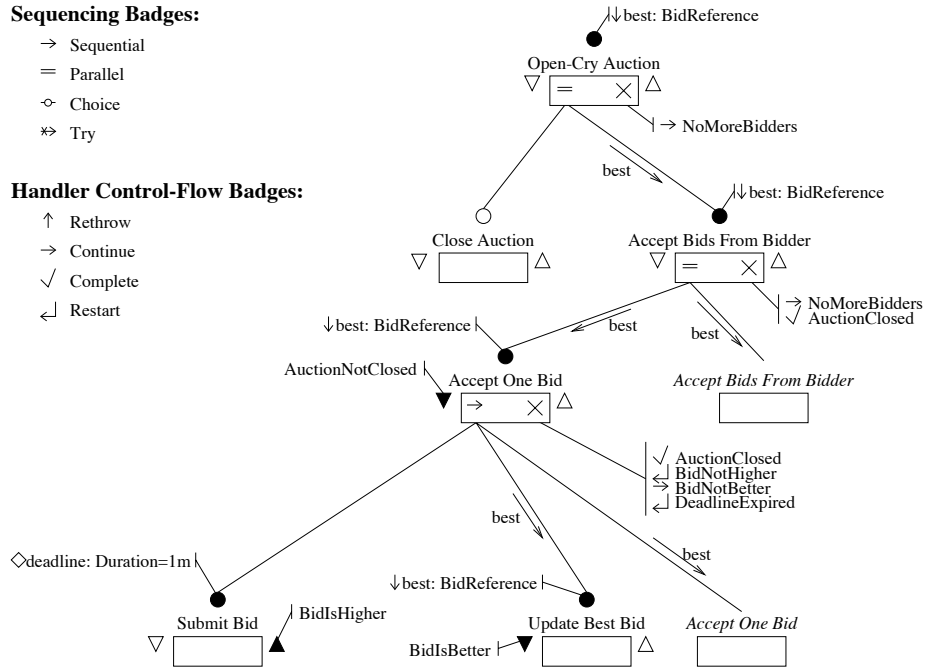 Sequencing Badges:
Sequential
Parallel
Choice
Try
Handler Control-Flow Badges:
Rethrow
Continue
Complete
Restart
best: BidReference
Open-Cry Auction
NoMoreBidders
best
best: BidReference
Close Auction
Accept Bids From Bidder
NoMoreBidders
AuctionClosed
best: BidReference
best
best
AuctionNotClosed
Accept One Bid
Accept Bids From Bidder
AuctionClosed
BidNotHigher
BidNotBetter
DeadlineExpired
best
best
deadline: Duration=1m
best: BidReference
Submit Bid
BidIsHigher
Update Best Bid
Accept One Bid
BidIsBetter